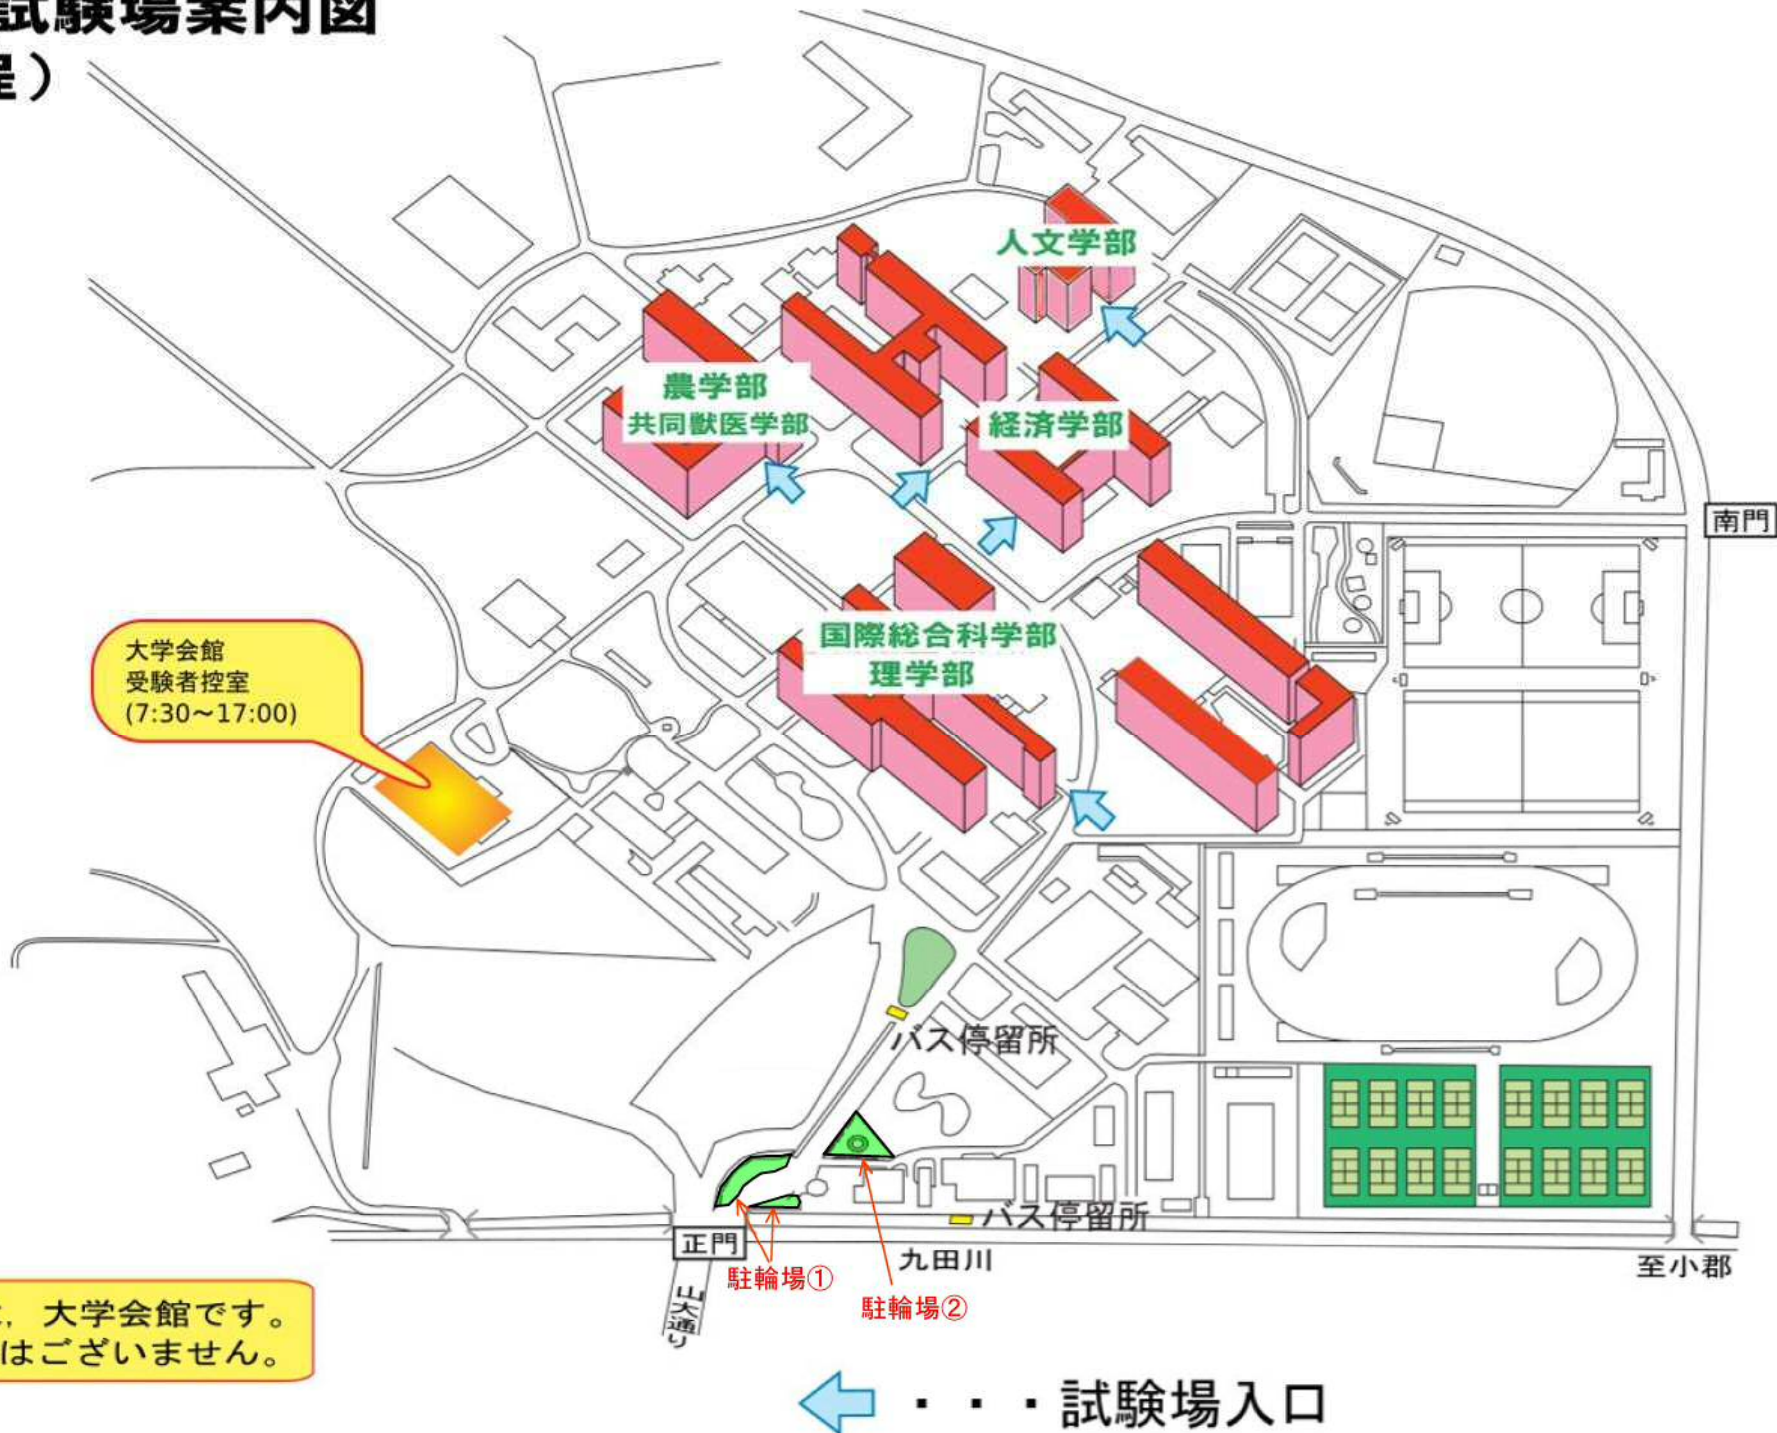 試験場案内図
程）
人文学部
農学部
共同獣医学部
経済学部
南門
国際総合科学部
理学部
大学会館
受験者控室
(7:30～17:00)
バス停留所
バス停留所
正門
九田川
至小郡
駐輪場①
駐輪場②
山大通り
，大学会館です。
はございません。
・・・試験場入口